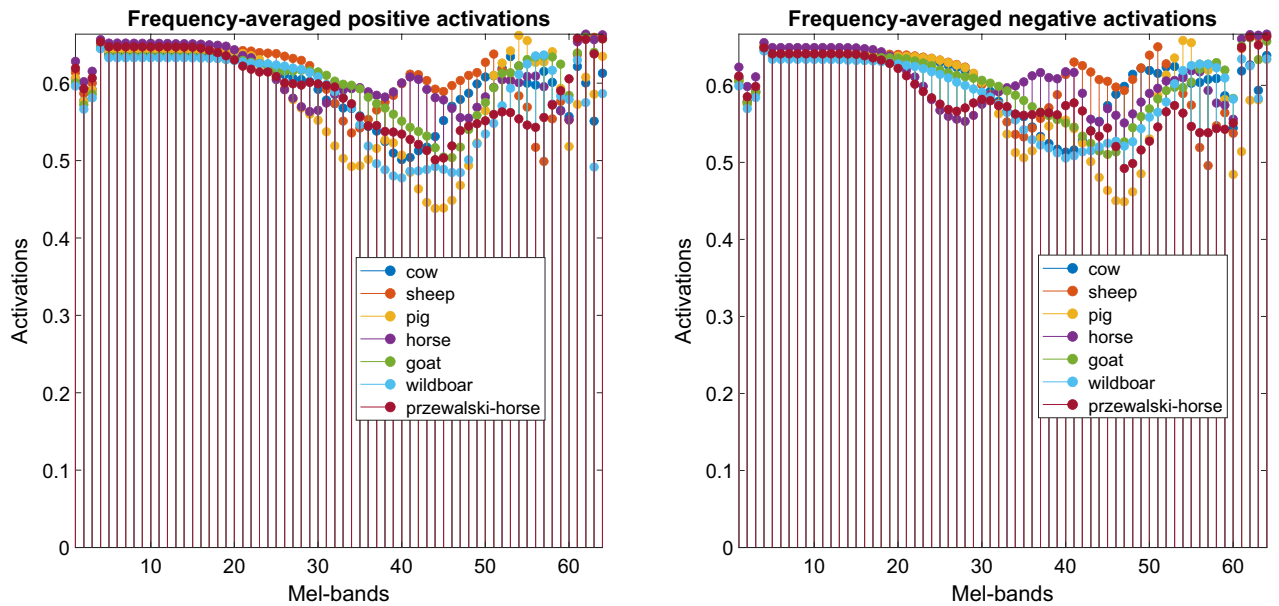 Frequency-averaged positive activations
Activations
0.6
0.5
0.4
0.3
0.2
0.1
0
10 20 30 40 50 60
Mel-bands
cow
sheep
pig
horse
goat
wildboar
przewalski-horse
Frequency-averaged negative activations
Activations
0.6
0.5
0.4
0.3
0.2
0.1
0
10 20 30 40 50 60
Mel-bands
cow
sheep
pig
horse
goat
wildboar
przewalski-horse